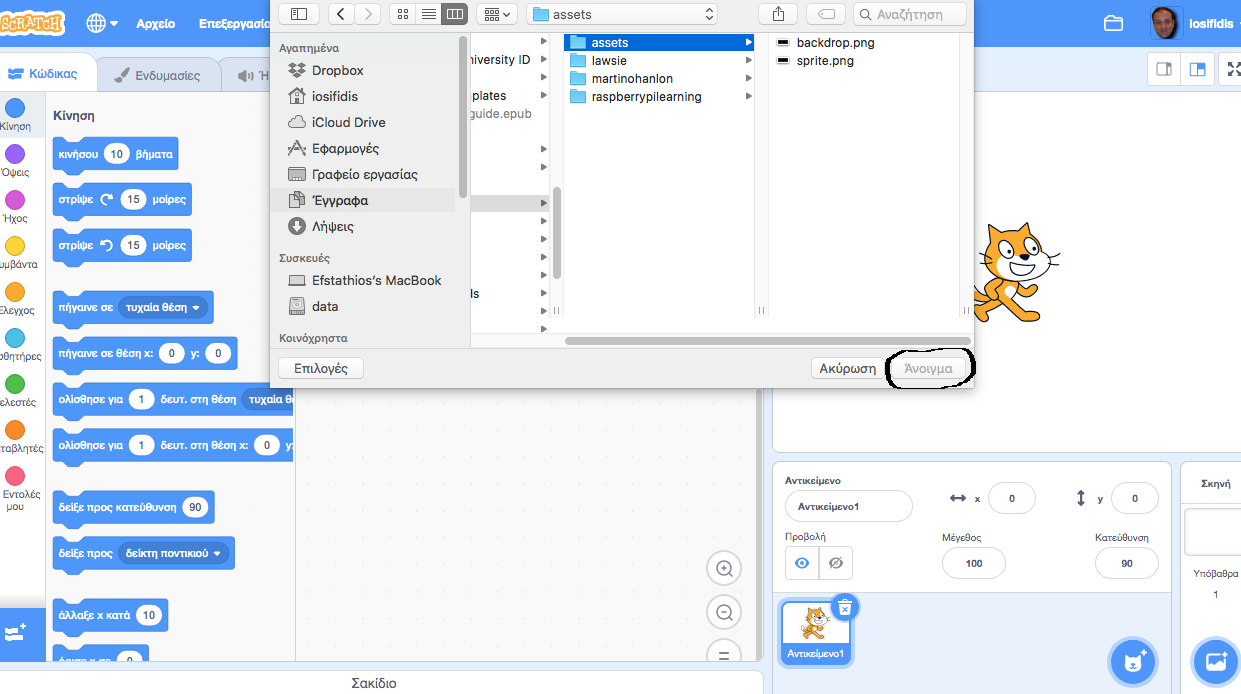 SCRATCH
Αρχείο
Επεξεργασία
iosifidis
assets
Αναζήτηση
Κώδικας
Ενδυμασίες
Αγαπημένα
Dropbox
iosifidis
iCloud Drive
Εφαρμογές
Γραφείο εργασίας
Έγγραφα
Λήψεις
Συσκευές
Efstathios's MacBook
data
Κοινόχρηστα
niversity ID
plates
guide.epub
ls
assets
lawsie
martinohanlon
raspberrypilearning
backdrop.png
sprite.png
Επιλογές
Ακύρωση
Άνοιγμα
Κίνηση
Όψεις
Ήχος
υμβάντα
Έλεγχος
σθητήρες
ελεστές
ταβλητές
Εντολές
μου
Κίνηση
κινήσου 10 βήματα
στρίψε 15 μοίρες
στρίψε 15 μοίρες
πήγαινε σε τυχαία θέση
πήγαινε σε θέση x: 0 y: 0
ολίσθησε για 1 δευτ. στη θέση τυχαία θ
ολίσθησε για 1 δευτ. στη θέση x: 0 y:
δείξε προς κατεύθυνση 90
δείξε προς δείκτη ποντικιού
άλλαξε x κατά 10
όρισε x σε 0
Σακίδιο
Αντικείμενο
Αντικείμενο1
x 0
y 0
Προβολή
Μέγεθος
100
Κατεύθυνση
90
Αντικείμενο1
Σκηνή
Υπόβαθρα
1